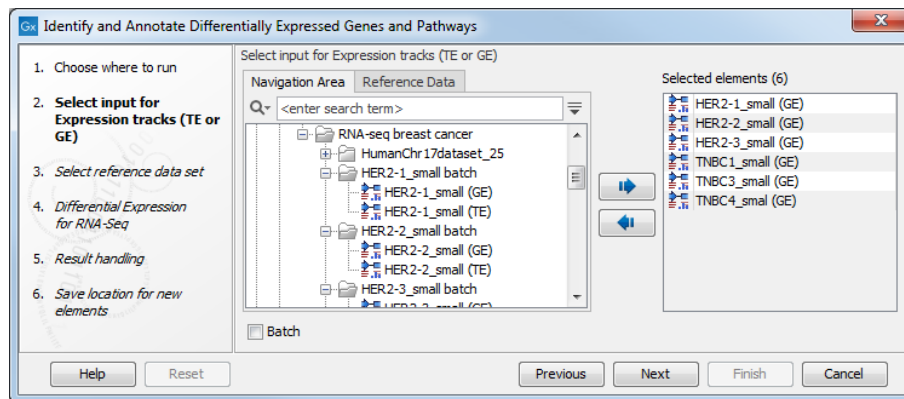 Gx Identify and Annotate Differentially Expressed Genes and Pathways
1. Choose where to run
2. Select input for
Expression tracks (TE or
GE)
3. Select reference data set
4. Differential Expression
for RNA-Seq
5. Result handling
6. Save location for new
elements
Select input for Expression tracks (TE or GE)
Navigation Area Reference Data
<enter search term>
RNA-seq breast cancer
HumanChr17dataset_25
HER2-1_small batch
HER2-1_small (GE)
HER2-1_small (TE)
HER2-2_small batch
HER2-2_small (GE)
HER2-2_small (TE)
HER2-3_small batch
HER2-3_small (GE)
Batch
Selected elements (6)
HER2-1_small (GE)
HER2-2_small (GE)
HER2-3_small (GE)
TNBC1_small (GE)
TNBC3_small (GE)
TNBC4_smal (GE)
Help Reset Previous Next Finish Cancel